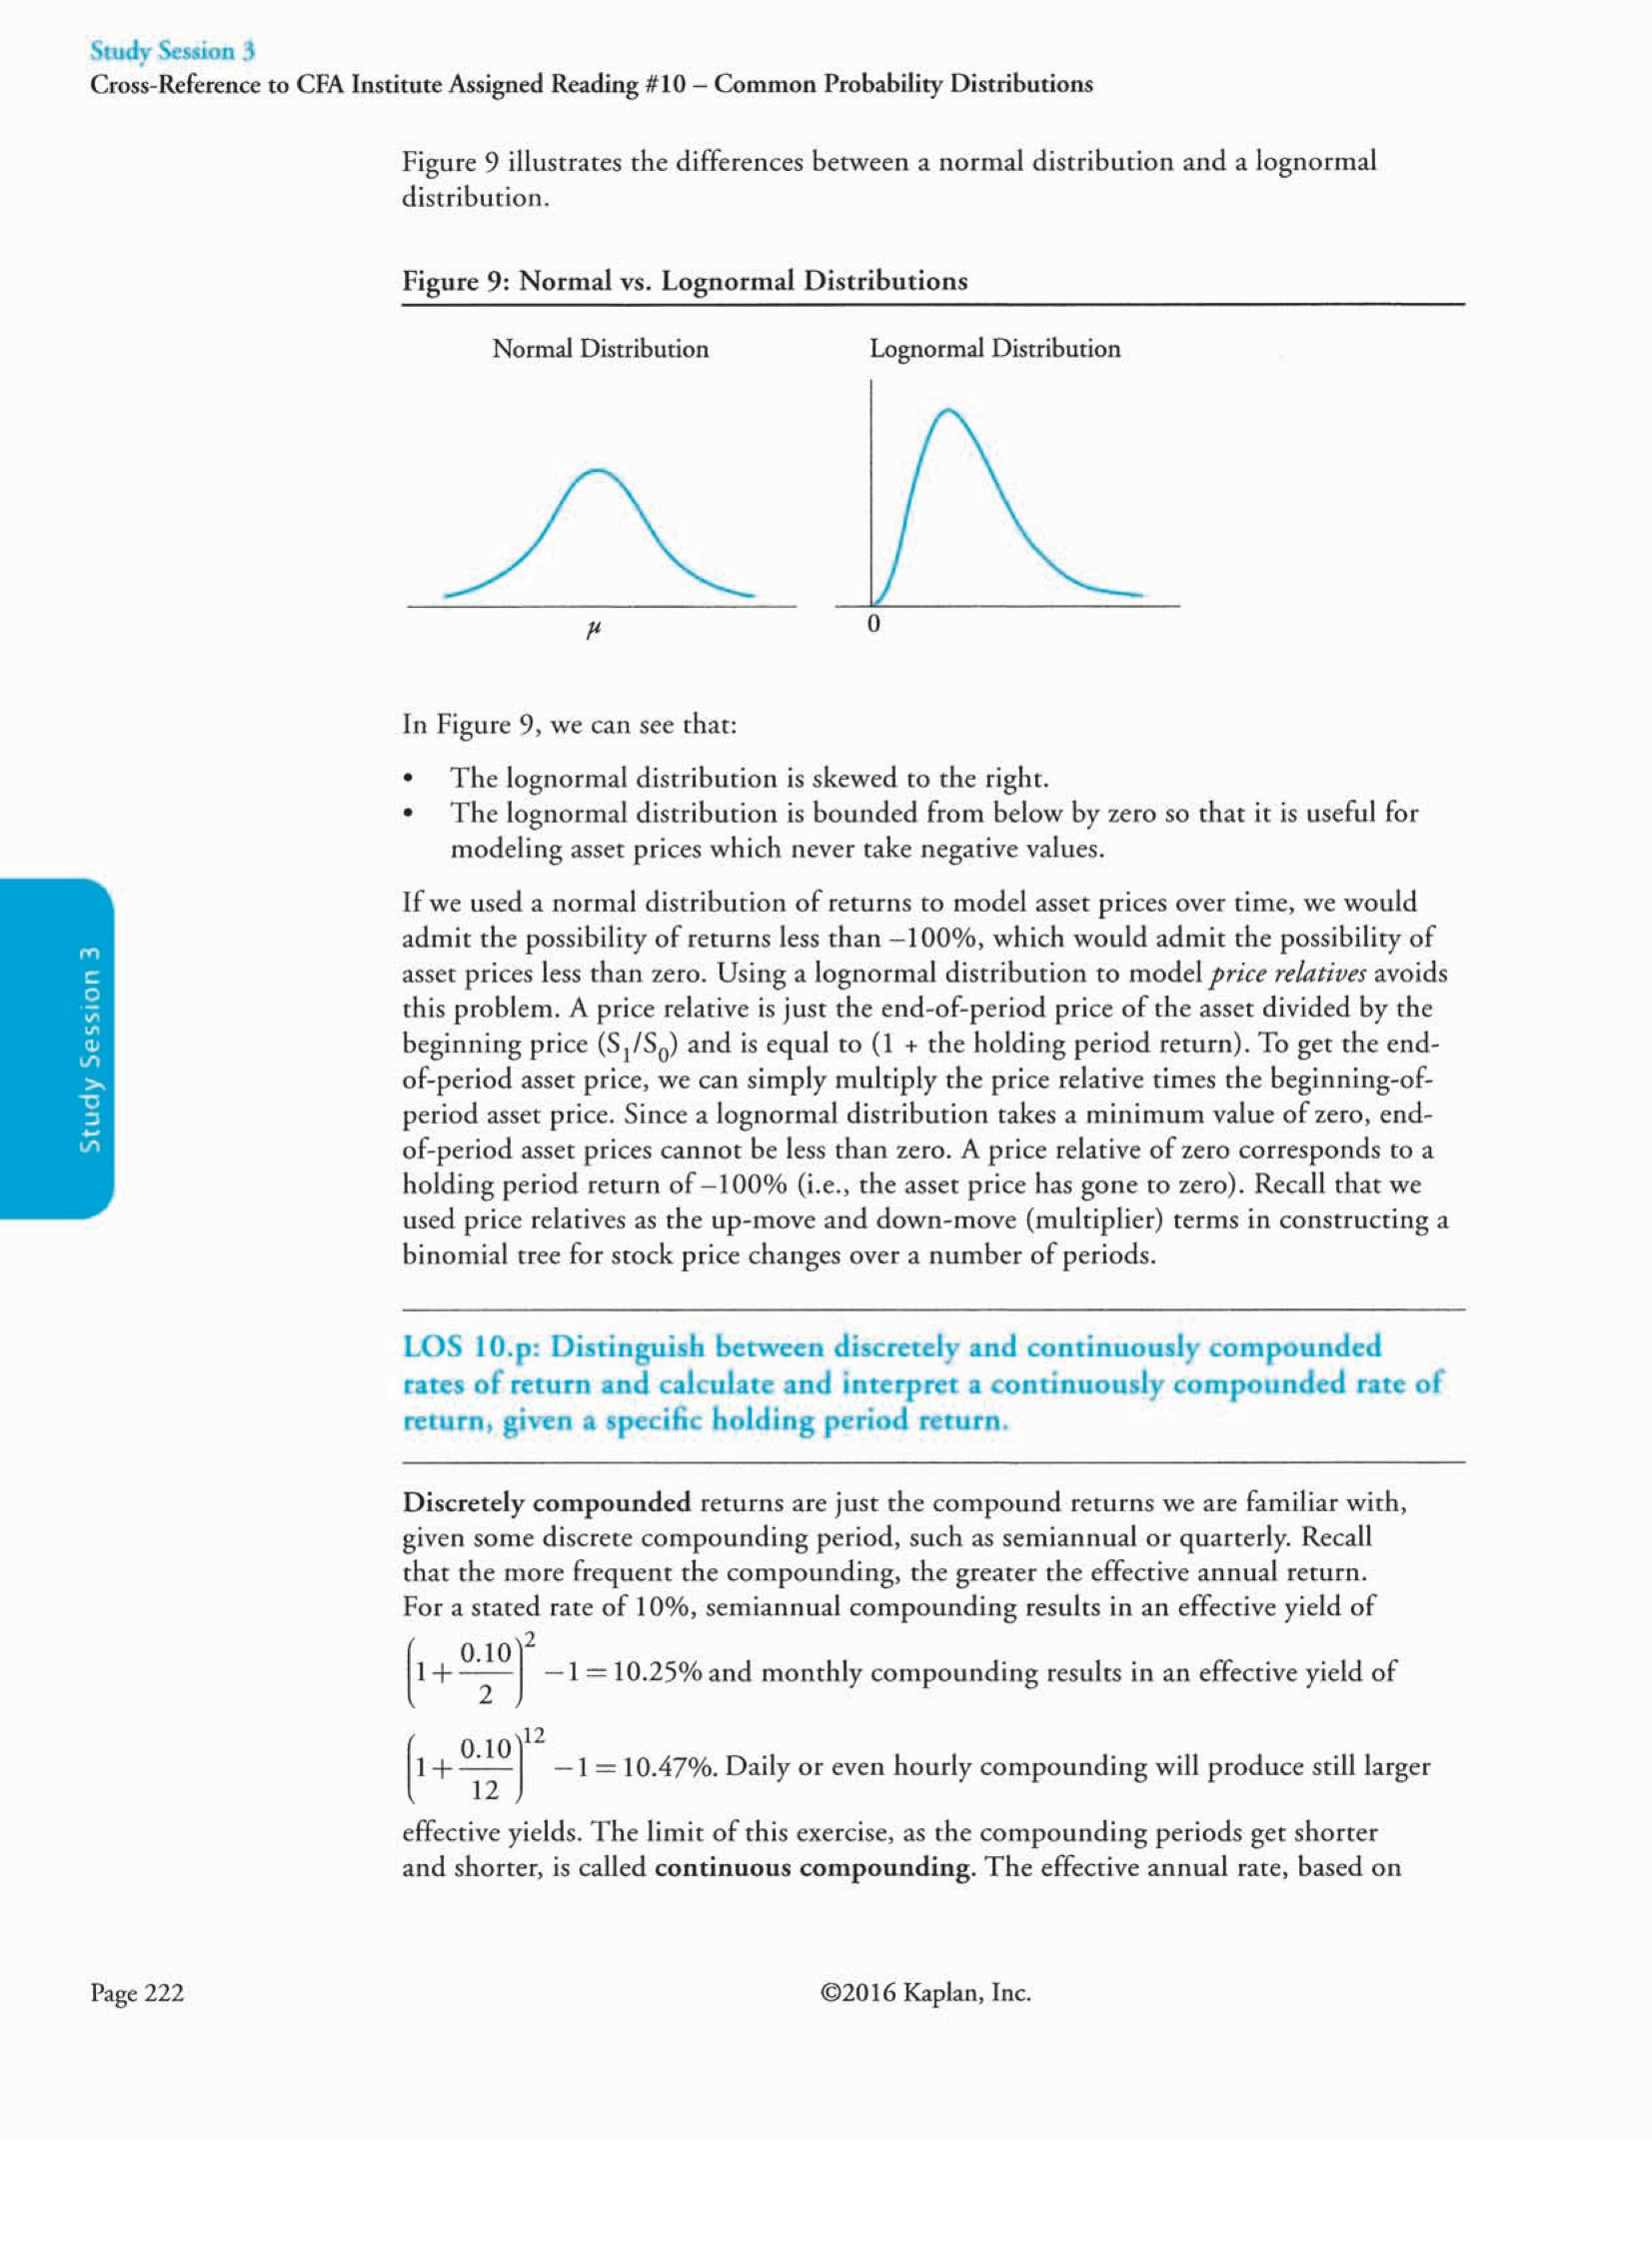 Study Session 3
Cross-Reference to CFA Institute Assigned Reading #10 – Common Probability Distributions
Figure 9 illustrates the differences between a normal distribution and a lognormal
distribution.
Figure 9: Normal vs. Lognormal Distributions
Normal Distribution
Lognormal Distribution
μ
0
In Figure 9, we can see that:
• The lognormal distribution is skewed to the right.
• The lognormal distribution is bounded from below by zero so that it is useful for
modeling asset prices which never take negative values.
If we used a normal distribution of returns to model asset prices over time, we would
admit the possibility of returns less than –100%, which would admit the possibility of
asset prices less than zero. Using a lognormal distribution to model price relatives avoids
this problem. A price relative is just the end-of-period price of the asset divided by the
beginning price (S₁/S₀) and is equal to (1 + the holding period return). To get the end-
of-period asset price, we can simply multiply the price relative times the beginning-of-
period asset price. Since a lognormal distribution takes a minimum value of zero, end-
of-period asset prices cannot be less than zero. A price relative of zero corresponds to a
holding period return of –100% (i.e., the asset price has gone to zero). Recall that we
used price relatives as the up-move and down-move (multiplier) terms in constructing a
binomial tree for stock price changes over a number of periods.
Study Session 3
LOS 10.p: Distinguish between discretely and continuously compounded
rates of return and calculate and interpret a continuously compounded rate of
return, given a specific holding period return.
Discretely compounded returns are just the compound returns we are familiar with,
given some discrete compounding period, such as semiannual or quarterly. Recall
that the more frequent the compounding, the greater the effective annual return.
For a stated rate of 10%, semiannual compounding results in an effective yield of
(1 + 0.10/2)² – 1 = 10.25% and monthly compounding results in an effective yield of
(1 + 0.10/12)¹² – 1 = 10.47%. Daily or even hourly compounding will produce still larger
effective yields. The limit of this exercise, as the compounding periods get shorter
and shorter, is called continuous compounding. The effective annual rate, based on
Page 222
©2016 Kaplan, Inc.